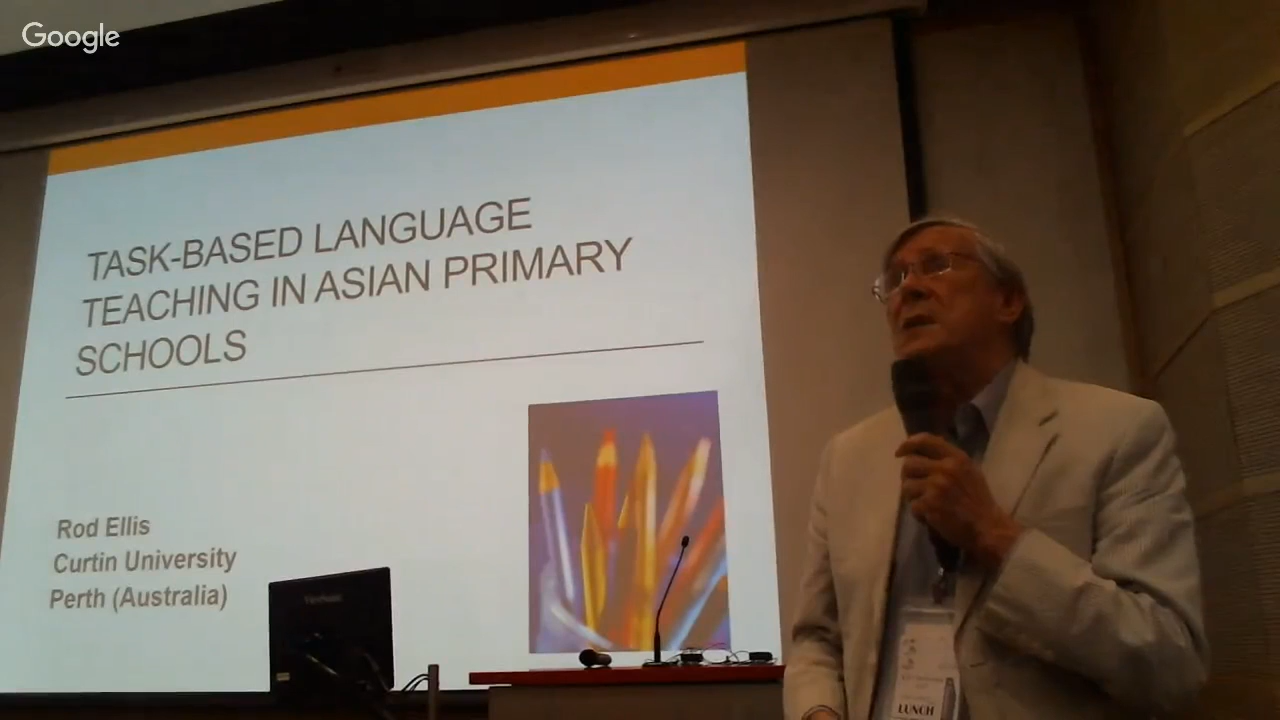 Google
TASK-BASED LANGUAGE
TEACHING IN ASIAN PRIMARY
SCHOOLS
Rod Ellis
Curtin University
Perth (Australia)
LUNCH